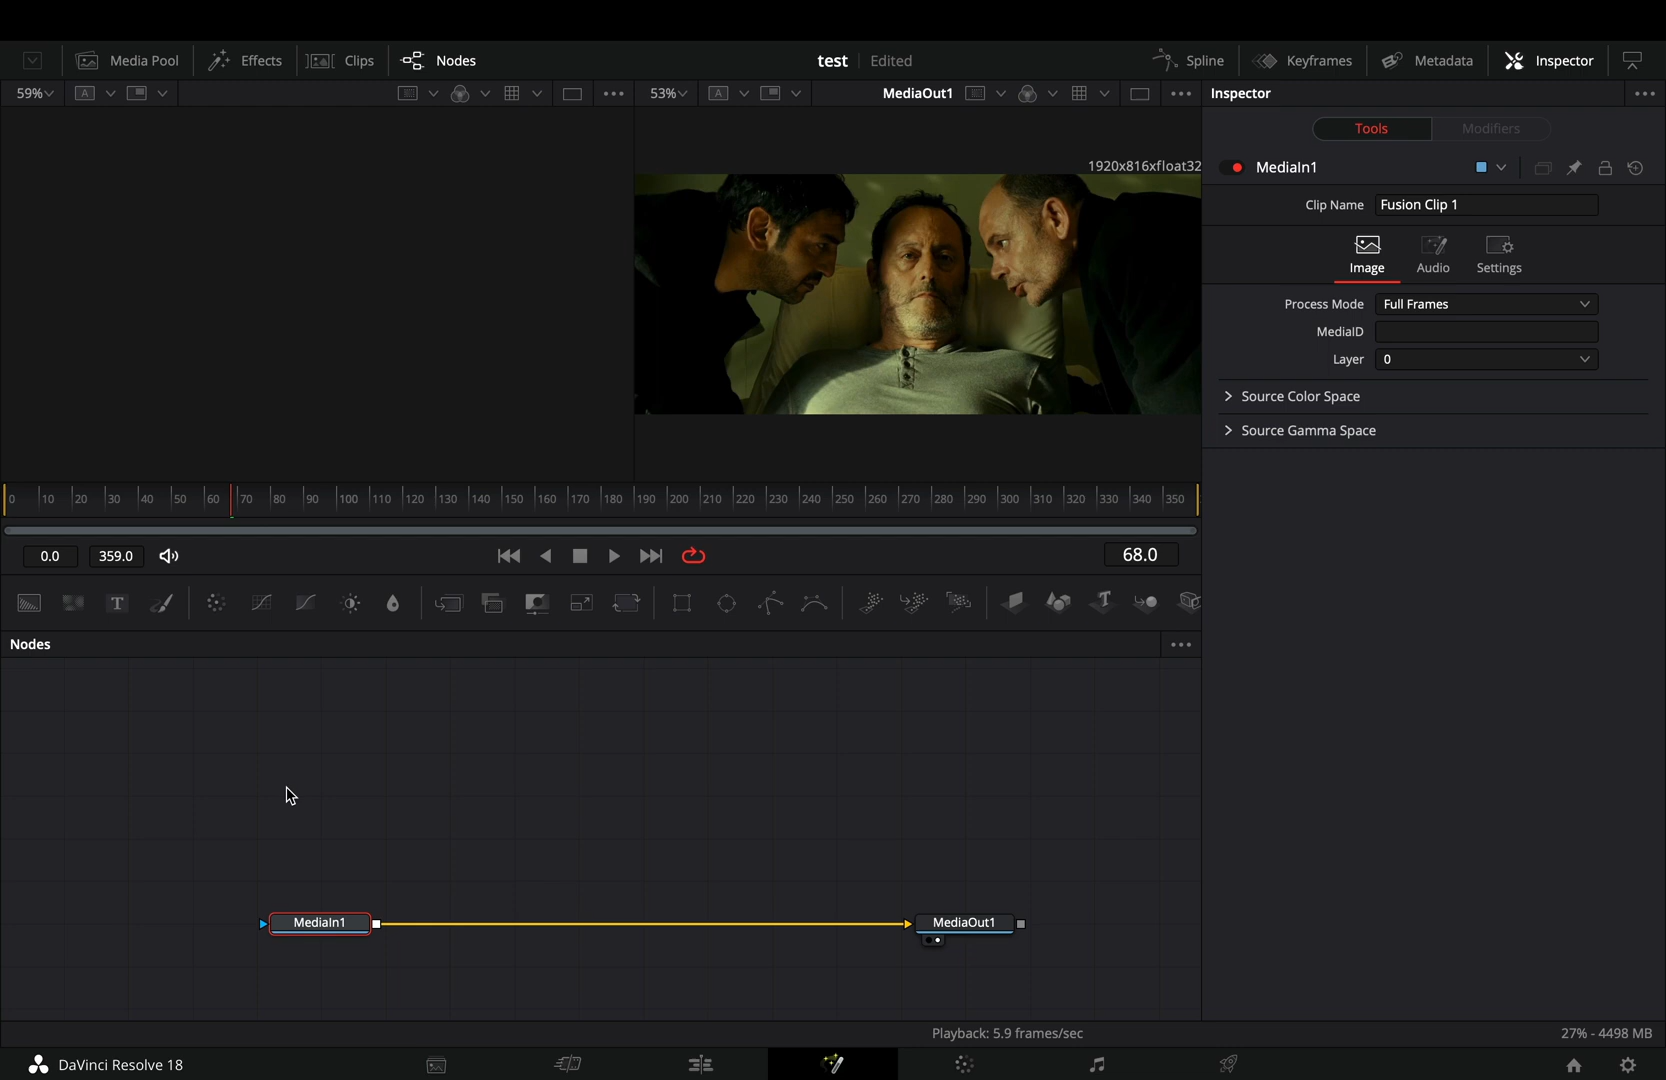 Media Pool
Effects
Clips
Nodes
test
Edited
Spline
Keyframes
Metadata
Inspector
59%
A
53%
A
MediaOut1
Inspector
Tools
Modifiers
1920x816xfloat32
MediaIn1
Clip Name
Fusion Clip 1
Image
Audio
Settings
Process Mode
Full Frames
MediaID
Layer
0
Source Color Space
Source Gamma Space
0 10 20 30 40 50 60 70 80 90 100 110 120 130 140 150 160 170 180 190 200 210 220 230 240 250 260 270 280 290 300 310 320 330 340 350
0.0
359.0
68.0
T
T
Nodes
MediaIn1
MediaOut1
Playback: 5.9 frames/sec
27% - 4498 MB
DaVinci Resolve 18